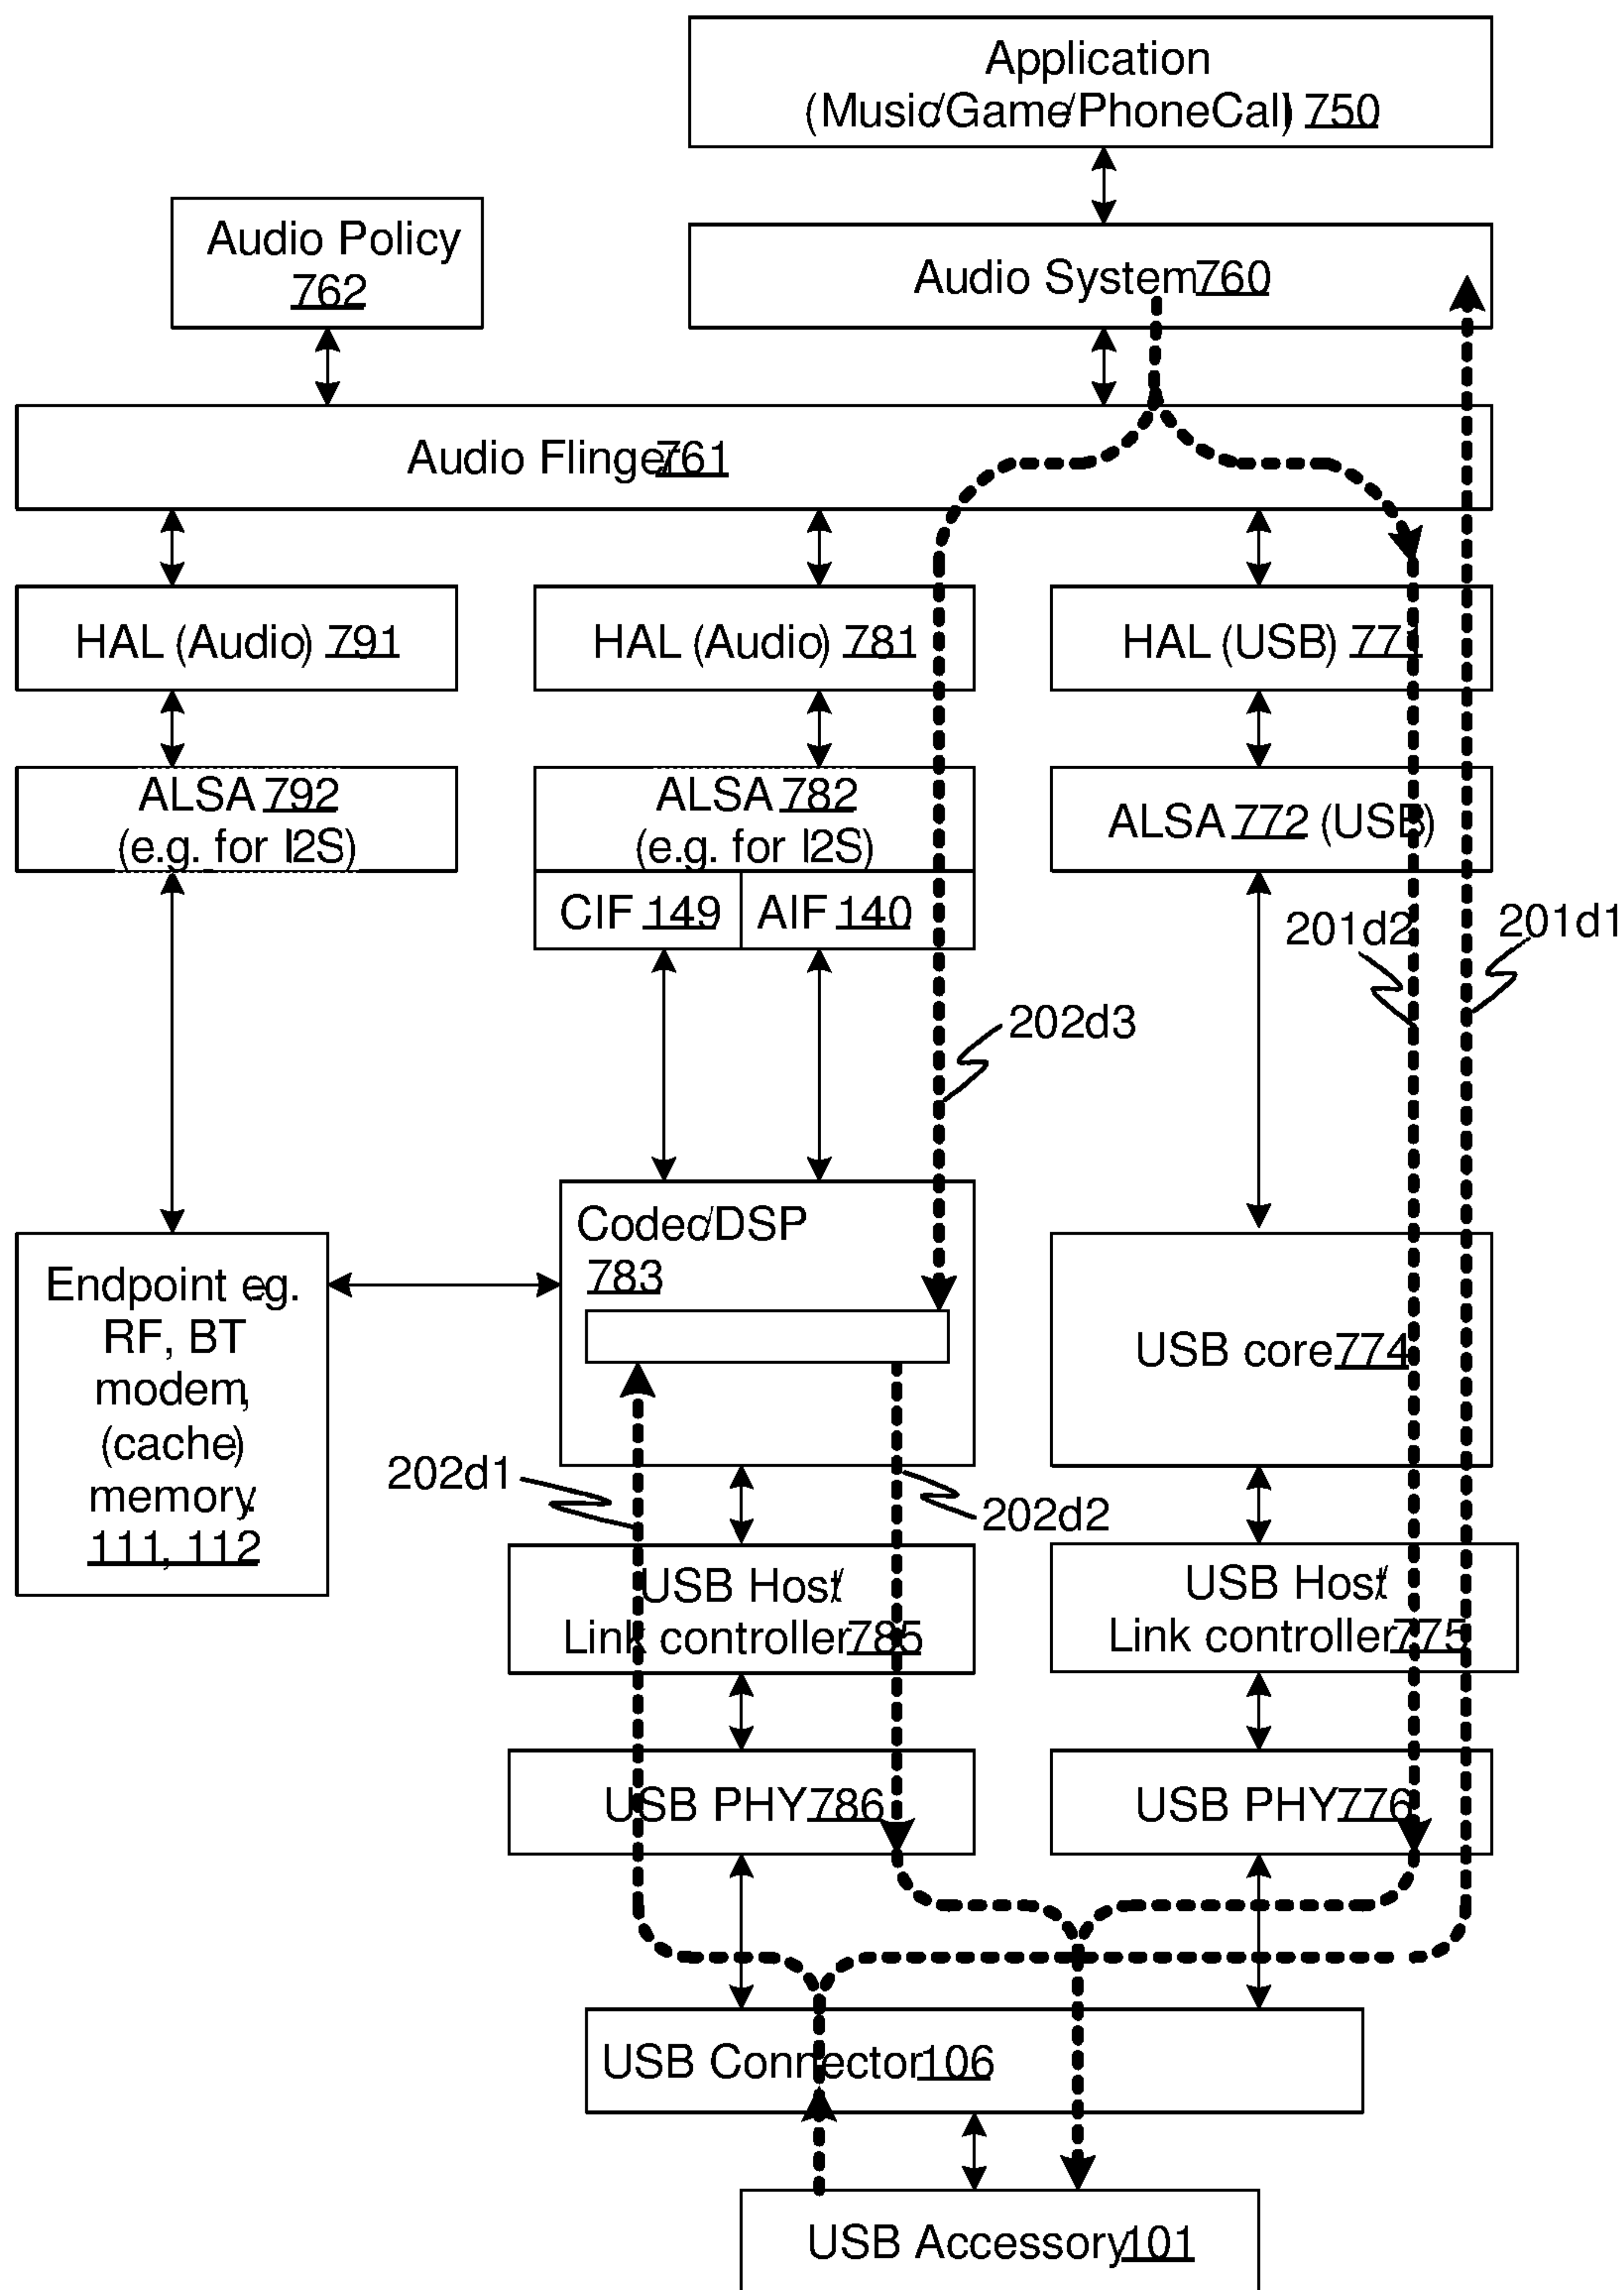 Application
(Music/Game/PhoneCall) 750
Audio Policy
762
Audio System 760
Audio Flinger 761
HAL (Audio) 791
HAL (Audio) 781
HAL (USB) 771
ALSA 792
(e.g. for I2S)
ALSA 782
(e.g. for I2S)
ALSA 772 (USB)
CIF 149
AIF 140
201d2
201d1
202d3
Codec/DSP
783
Endpoint eg.
RF, BT
modem,
(cache)
memory.
111, 112
USB core 774
202d1
202d2
USB Host/
Link controller 785
USB Host/
Link controller 775
USB PHY 786
USB PHY 776
USB Connector 106
USB Accessory 101